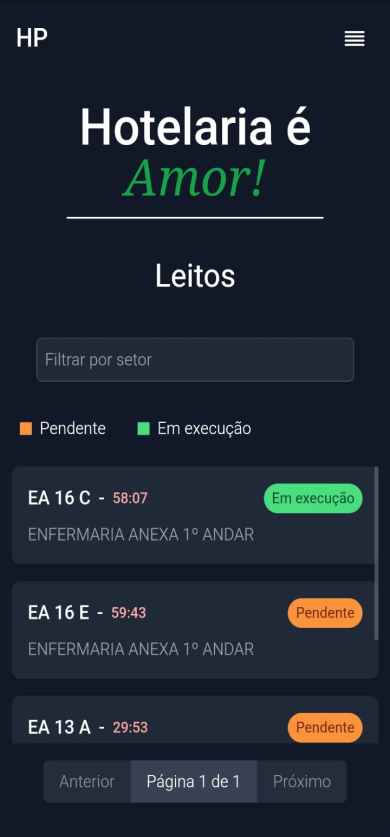 HP
Hotelaria é
Amor!
Leitos
Filtrar por setor
Pendente Em execução
EA 16 C - 58:07 Em execução
ENFERMARIA ANEXA 1º ANDAR
EA 16 E - 59:43 Pendente
ENFERMARIA ANEXA 1º ANDAR
EA 13 A - 29:53 Pendente
Anterior Página 1 de 1 Próximo